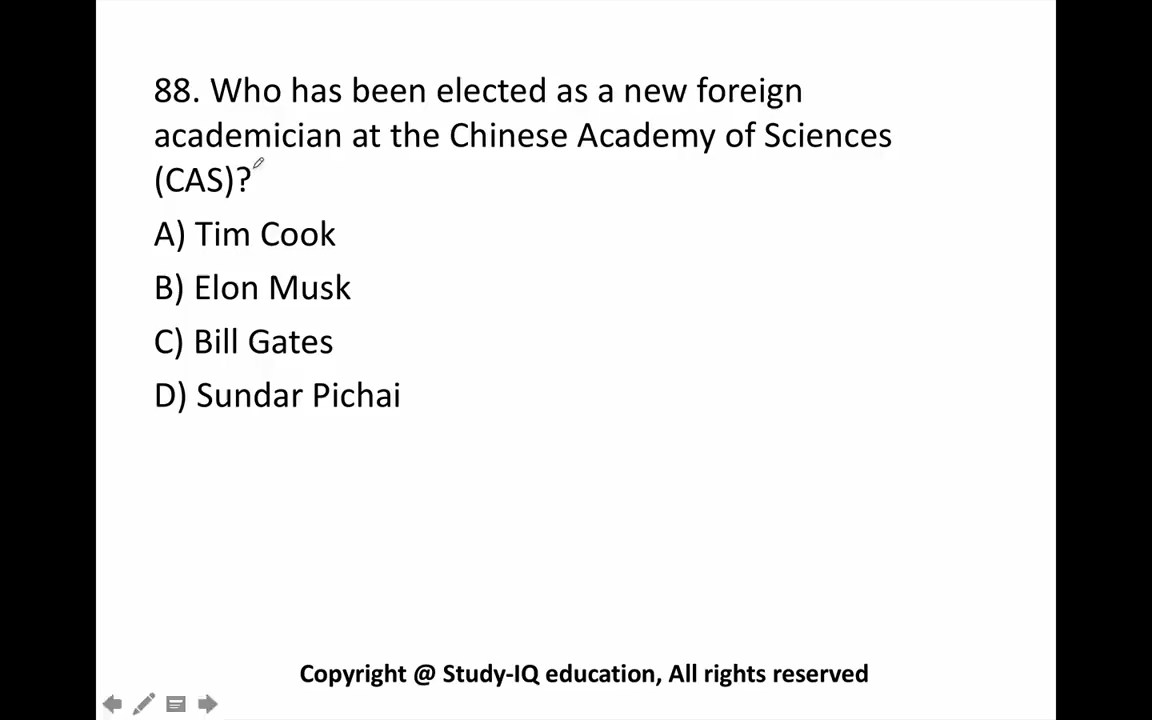 88. Who has been elected as a new foreign
academician at the Chinese Academy of Sciences
(CAS)?
A) Tim Cook
B) Elon Musk
C) Bill Gates
D) Sundar Pichai
Copyright @ Study-IQ education, All rights reserved